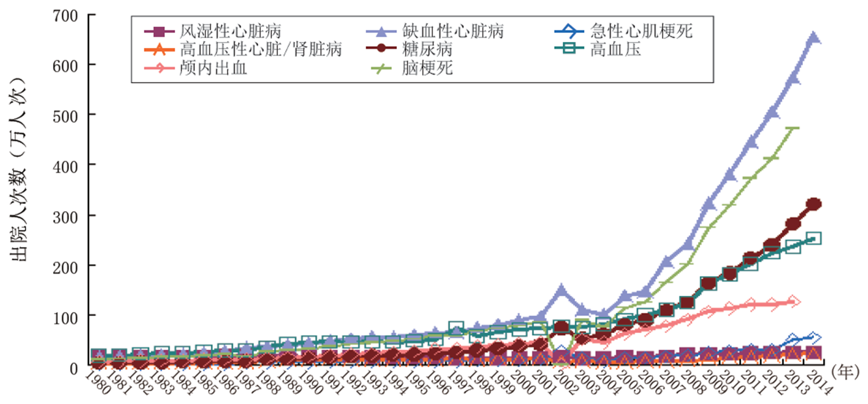 风湿性心脏病 缺血性心脏病 急性心肌梗死
高血压性心脏/肾脏病 糖尿病 高血压
颅内出血 脑梗死
出院人次数（万人次）
700
600
500
400
300
200
100
0
1980 1981 1982 1983 1984 1985 1986 1987 1988 1989 1990 1991 1992 1993 1994 1995 1996 1997 1998 1999 2000 2001 2002 2003 2004 2005 2006 2007 2008 2009 2010 2011 2012 2013 2014 (年)